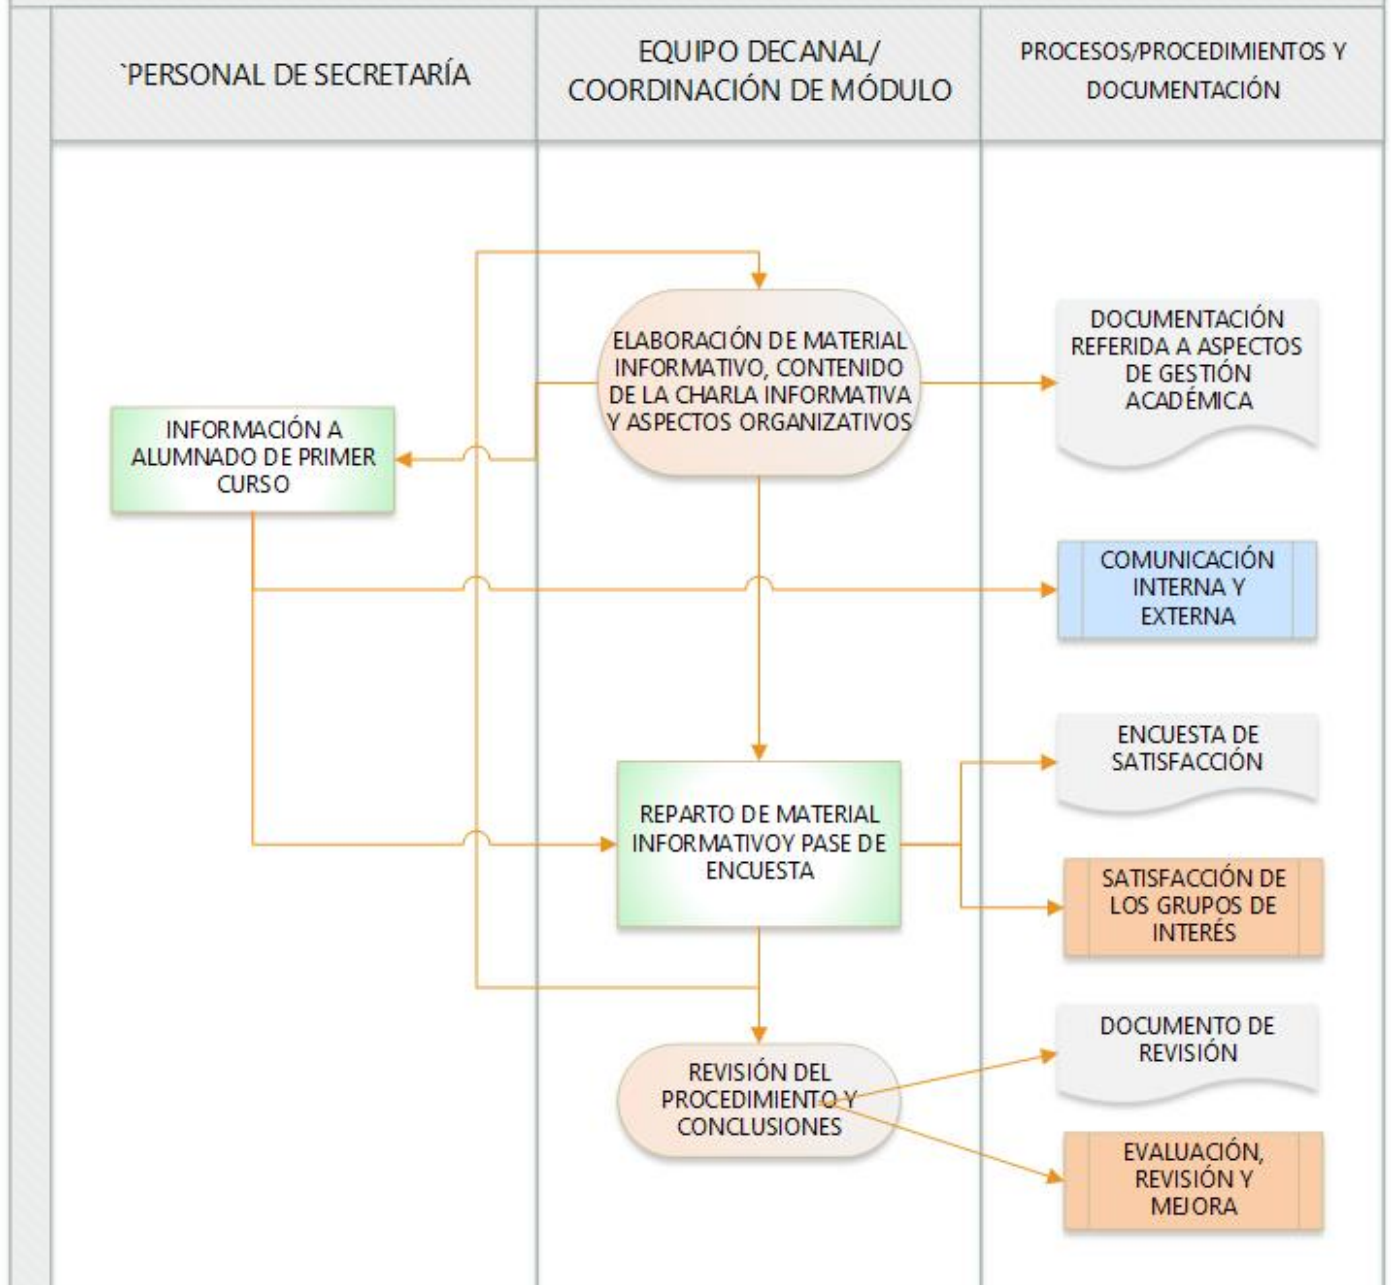 `PERSONAL DE SECRETARÍA
EQUIPO DECANAL/
COORDINACIÓN DE MÓDULO
PROCESOS/PROCEDIMIENTOS Y
DOCUMENTACIÓN
ELABORACIÓN DE MATERIAL
INFORMATIVO, CONTENIDO
DE LA CHARLA INFORMATIVA
Y ASPECTOS ORGANIZATIVOS
DOCUMENTACIÓN
REFERIDA A ASPECTOS
DE GESTIÓN
ACADÉMICA
INFORMACIÓN A
ALUMNADO DE PRIMER
CURSO
COMUNICACIÓN
INTERNA Y
EXTERNA
ENCUESTA DE
SATISFACCIÓN
REPARTO DE MATERIAL
INFORMATIVOY PASE DE
ENCUESTA
SATISFACCIÓN DE
LOS GRUPOS DE
INTERÉS
DOCUMENTO DE
REVISIÓN
REVISIÓN DEL
PROCEDIMIENTO Y
CONCLUSIONES
EVALUACIÓN,
REVISIÓN Y
MEJORA